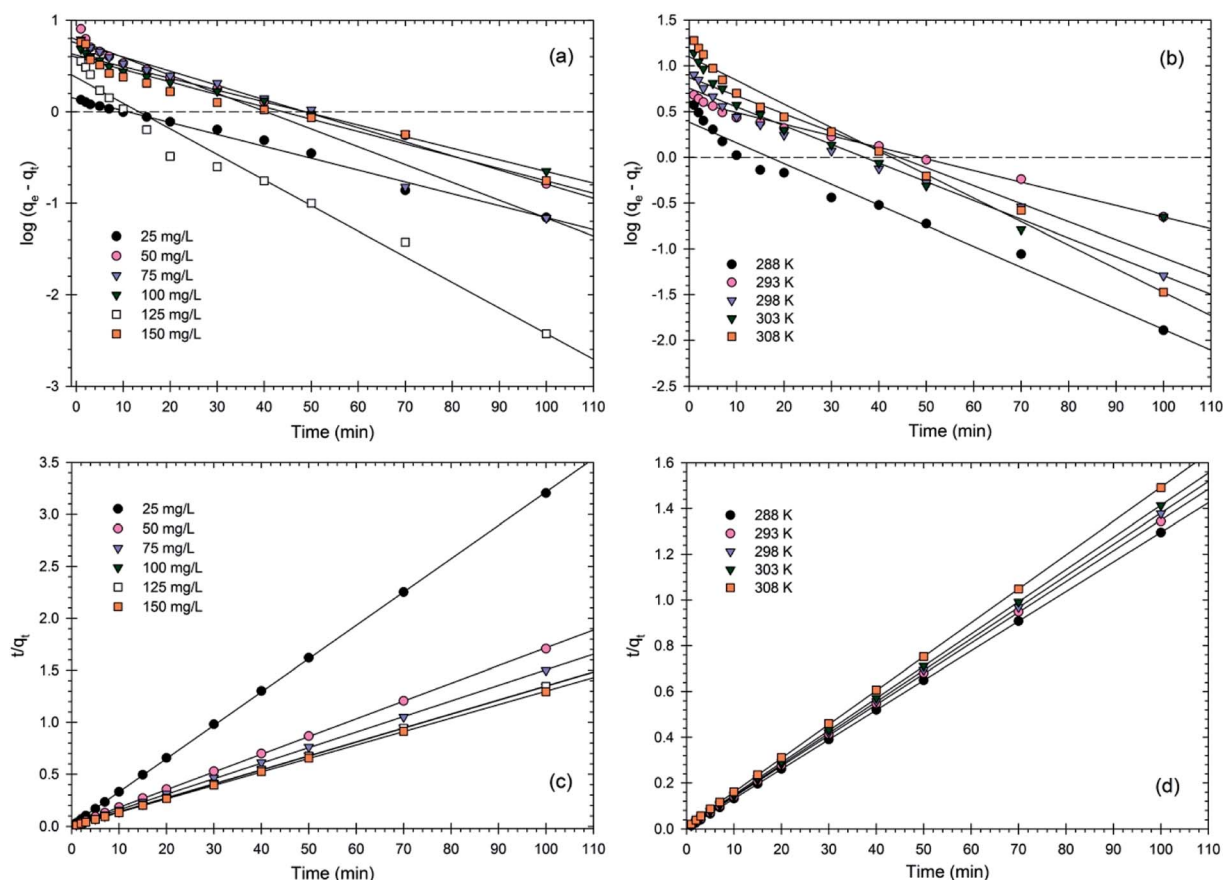 (a)
log (qe - qt)
1
0
-1
-2
-3
25 mg/L
50 mg/L
75 mg/L
100 mg/L
125 mg/L
150 mg/L
0 10 20 30 40 50 60 70 80 90 100 110
Time (min)
(b)
log (qe - qt)
1.5
1.0
0.5
0.0
-0.5
-1.0
-1.5
-2.0
-2.5
288 K
293 K
298 K
303 K
308 K
0 10 20 30 40 50 60 70 80 90 100 110
Time (min)
(c)
t/qt
3.5
3.0
2.5
2.0
1.5
1.0
0.5
0.0
25 mg/L
50 mg/L
75 mg/L
100 mg/L
125 mg/L
150 mg/L
0 10 20 30 40 50 60 70 80 90 100 110
Time (min)
(d)
t/qt
1.6
1.4
1.2
1.0
0.8
0.6
0.4
0.2
0.0
288 K
293 K
298 K
303 K
308 K
0 10 20 30 40 50 60 70 80 90 100 110
Time (min)